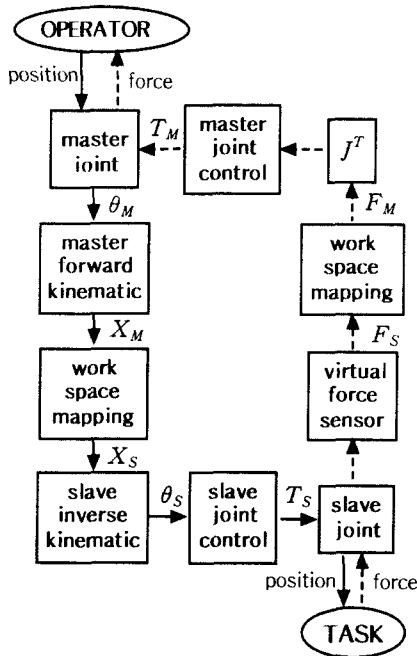 OPERATOR
position
force
master
joint
T_M
master
joint
control
J^T
θ_M
F_M
master
forward
kinematic
work
space
mapping
X_M
F_S
work
space
mapping
virtual
force
sensor
X_S
slave
inverse
kinematic
θ_S
slave
joint
control
T_S
slave
joint
position
force
TASK